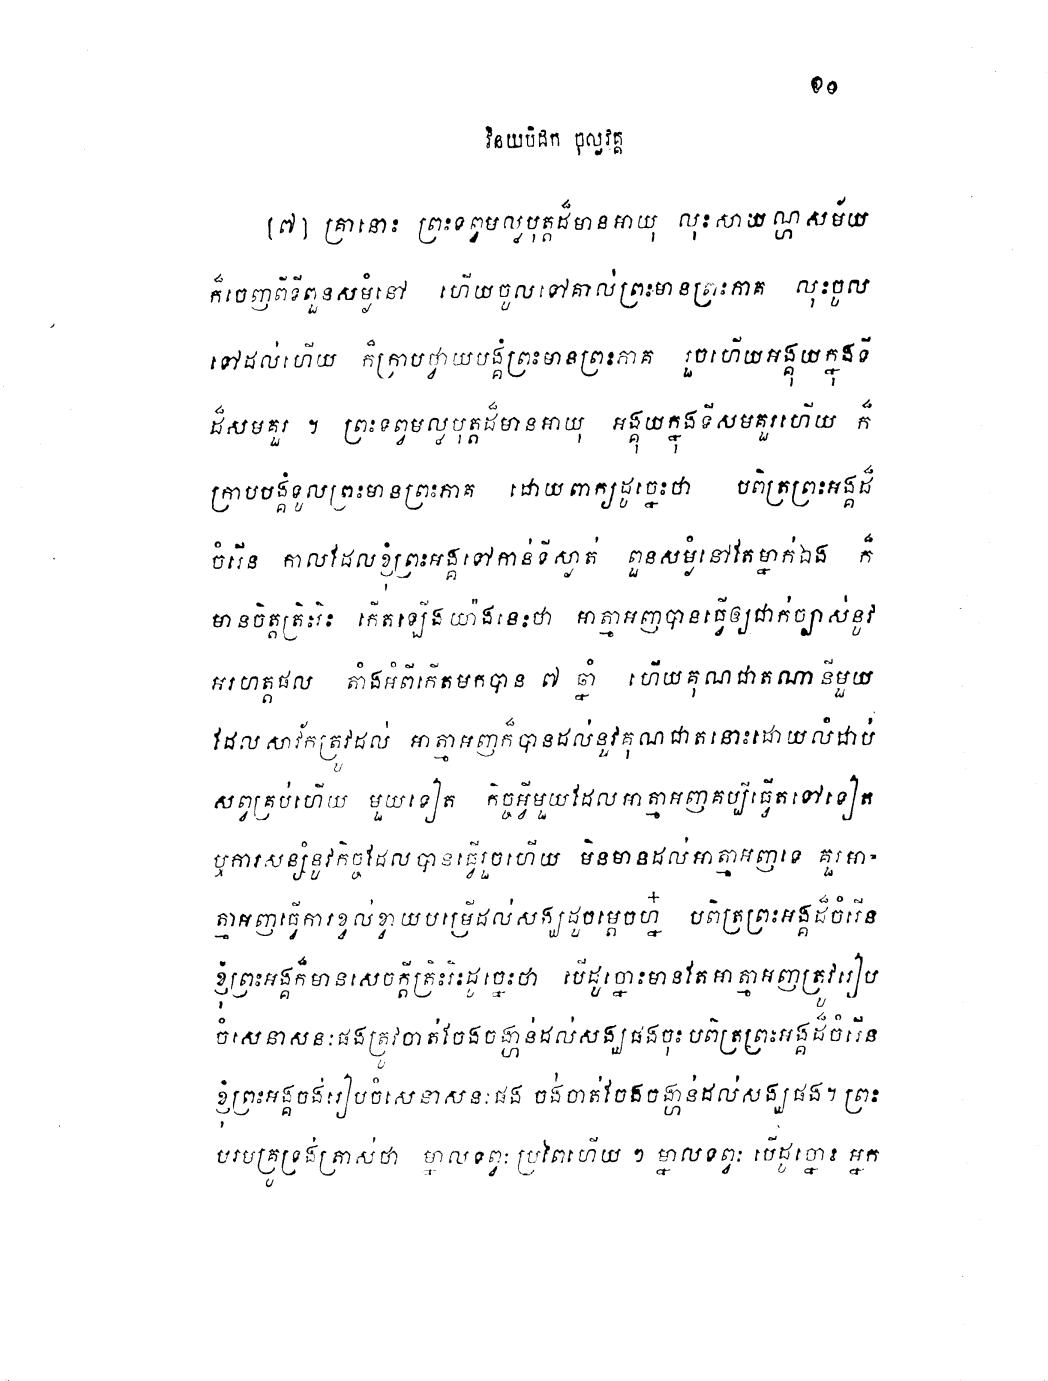 ១០
វិនយបិដក ចុល្លវគ្គ
[៧] គ្រានោះ ព្រះទព្វមល្លបុត្តដ៏មានអាយុ លុះសាយណ្ហសម័យ
ក៏ចេញពីទីពួនសម្ងំនៅ ហើយចូលទៅគាល់ព្រះមានព្រះភាគ លុះចូល
ទៅដល់ហើយ ក៏ក្រាបថ្វាយបង្គំព្រះមានព្រះភាគ រួចហើយអង្គុយក្នុងទី
ដ៏សមគួរ ។ ព្រះទព្វមល្លបុត្តដ៏មានអាយុ អង្គុយក្នុងទីសមគួរហើយ ក៏
ក្រាបបង្គំទូលព្រះមានព្រះភាគ ដោយពាក្យដូច្នេះថា បពិត្រព្រះអង្គដ៏
ចំរើន កាលដែលខ្ញុំព្រះអង្គទៅកាន់ទីស្ងាត់ ពួនសម្ងំនៅតែម្នាក់ឯង ក៏
មានចិត្តត្រិះរិះ កើតឡើងយ៉ាងនេះថា អាត្មាអញបានធ្វើឲ្យជាក់ច្បាស់នូវ
អរហត្តផល តាំងអំពីកើតមកបាន ៧ ឆ្នាំ ហើយគុណជាតណានីមួយ
ដែលសាវ័កត្រូវដល់ អាត្មាអញក៏បានដល់នូវគុណជាតនោះដោយលំដាប់
សព្វគ្រប់ហើយ មួយទៀត កិច្ចអ្វីមួយដែលអាត្មាអញគប្បីធ្វើតទៅទៀត
ឬការសន្សំនូវកិច្ចដែលបានធ្វើរួចហើយ មិនមានដល់អាត្មាអញទេ គួរអា-
ត្មាអញធ្វើការខ្វល់ខ្វាយបម្រើដល់សង្ឃដូចម្តេចហ្ន៎ បពិត្រព្រះអង្គដ៏ចំរើន
ខ្ញុំព្រះអង្គក៏មានសេចក្តីត្រិះរិះដូច្នេះថា បើដូច្នោះមានតែអាត្មាអញត្រូវរៀប
ចំសេនាសនៈផងត្រូវចាត់ចែងចង្ហាន់ដល់សង្ឃផងចុះ បពិត្រព្រះអង្គដ៏ចំរើន
ខ្ញុំព្រះអង្គចង់រៀបចំសេនាសនៈផង ចង់ចាត់ចែងចង្ហាន់ដល់សង្ឃផង។ ព្រះ
បរមគ្រូទ្រង់ត្រាស់ថា ម្នាលទព្វៈ ប្រពៃហើយ ៗ ម្នាលទព្វៈ បើដូច្នោះ អ្នក